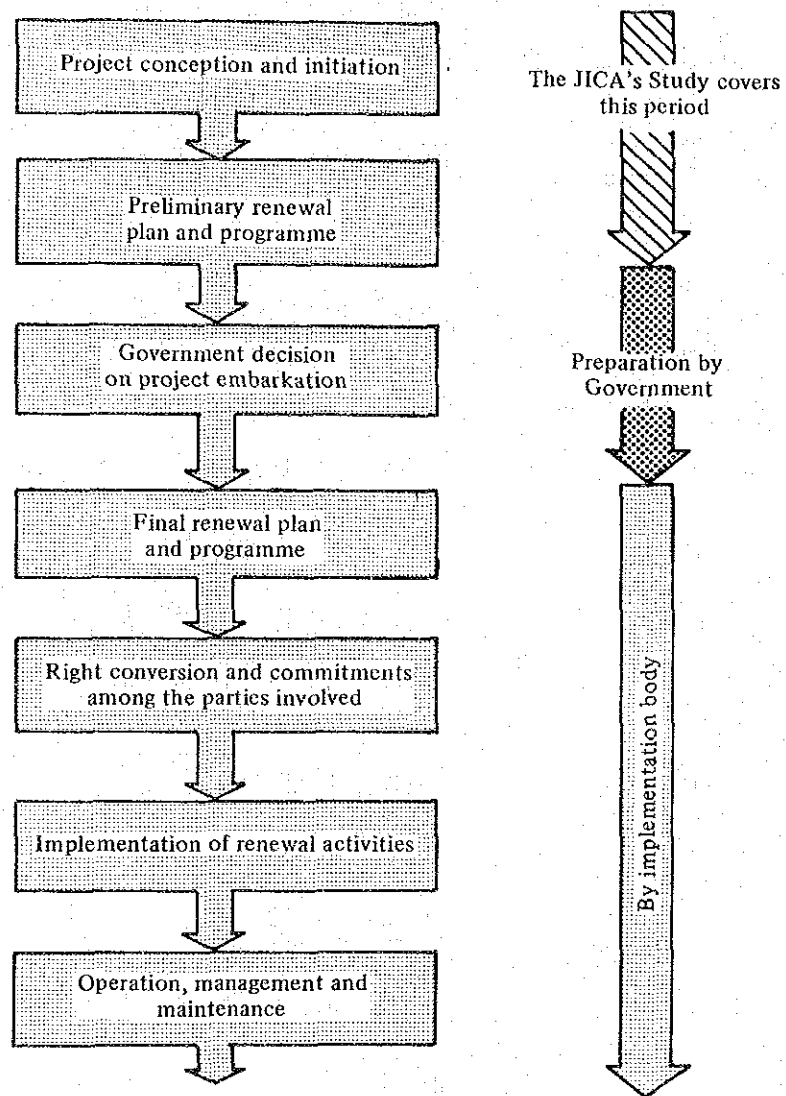 Project conception and initiation
Preliminary renewal
plan and programme
Government decision
on project embarkation
Final renewal plan
and programme
Right conversion and commitments
among the parties involved
Implementation of renewal activities
Operation, management and
maintenance
The JICA's Study covers
this period
Preparation by
Government
By implementation body